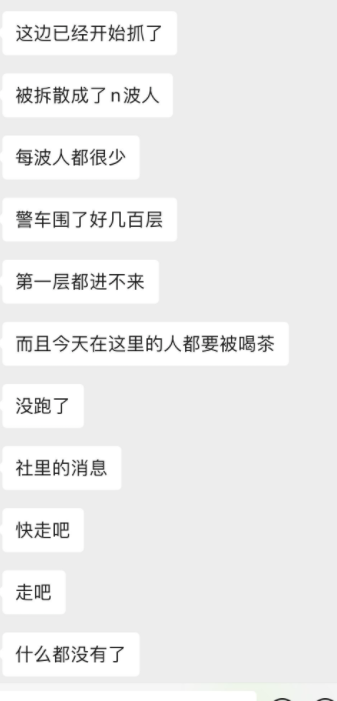 这边已经开始抓了
被拆散成了n波人
每波人都很少
警车围了好几百层
第一层都进不来
而且今天在这里的人都要被喝茶
没跑了
社里的消息
快走吧
走吧
什么都没有了